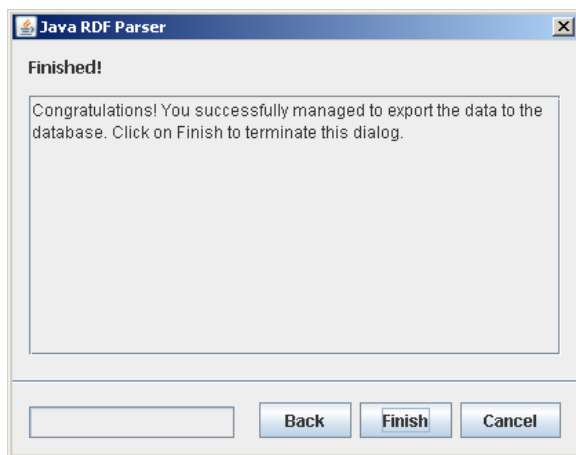 Java RDF Parser
Finished!
Congratulations! You successfully managed to export the data to the
database. Click on Finish to terminate this dialog.
Back Finish Cancel